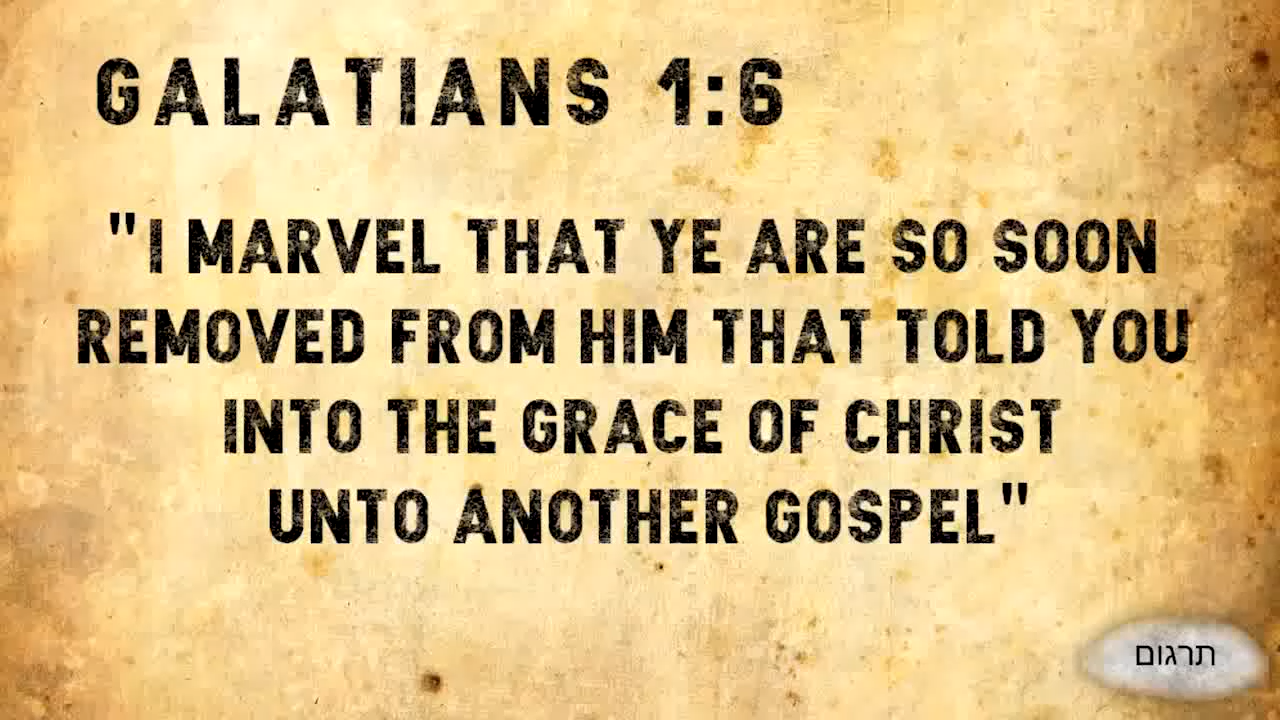 GALATIANS 1:6
"I MARVEL THAT YE ARE SO SOON
REMOVED FROM HIM THAT TOLD YOU
INTO THE GRACE OF CHRIST
UNTO ANOTHER GOSPEL"
תרגום